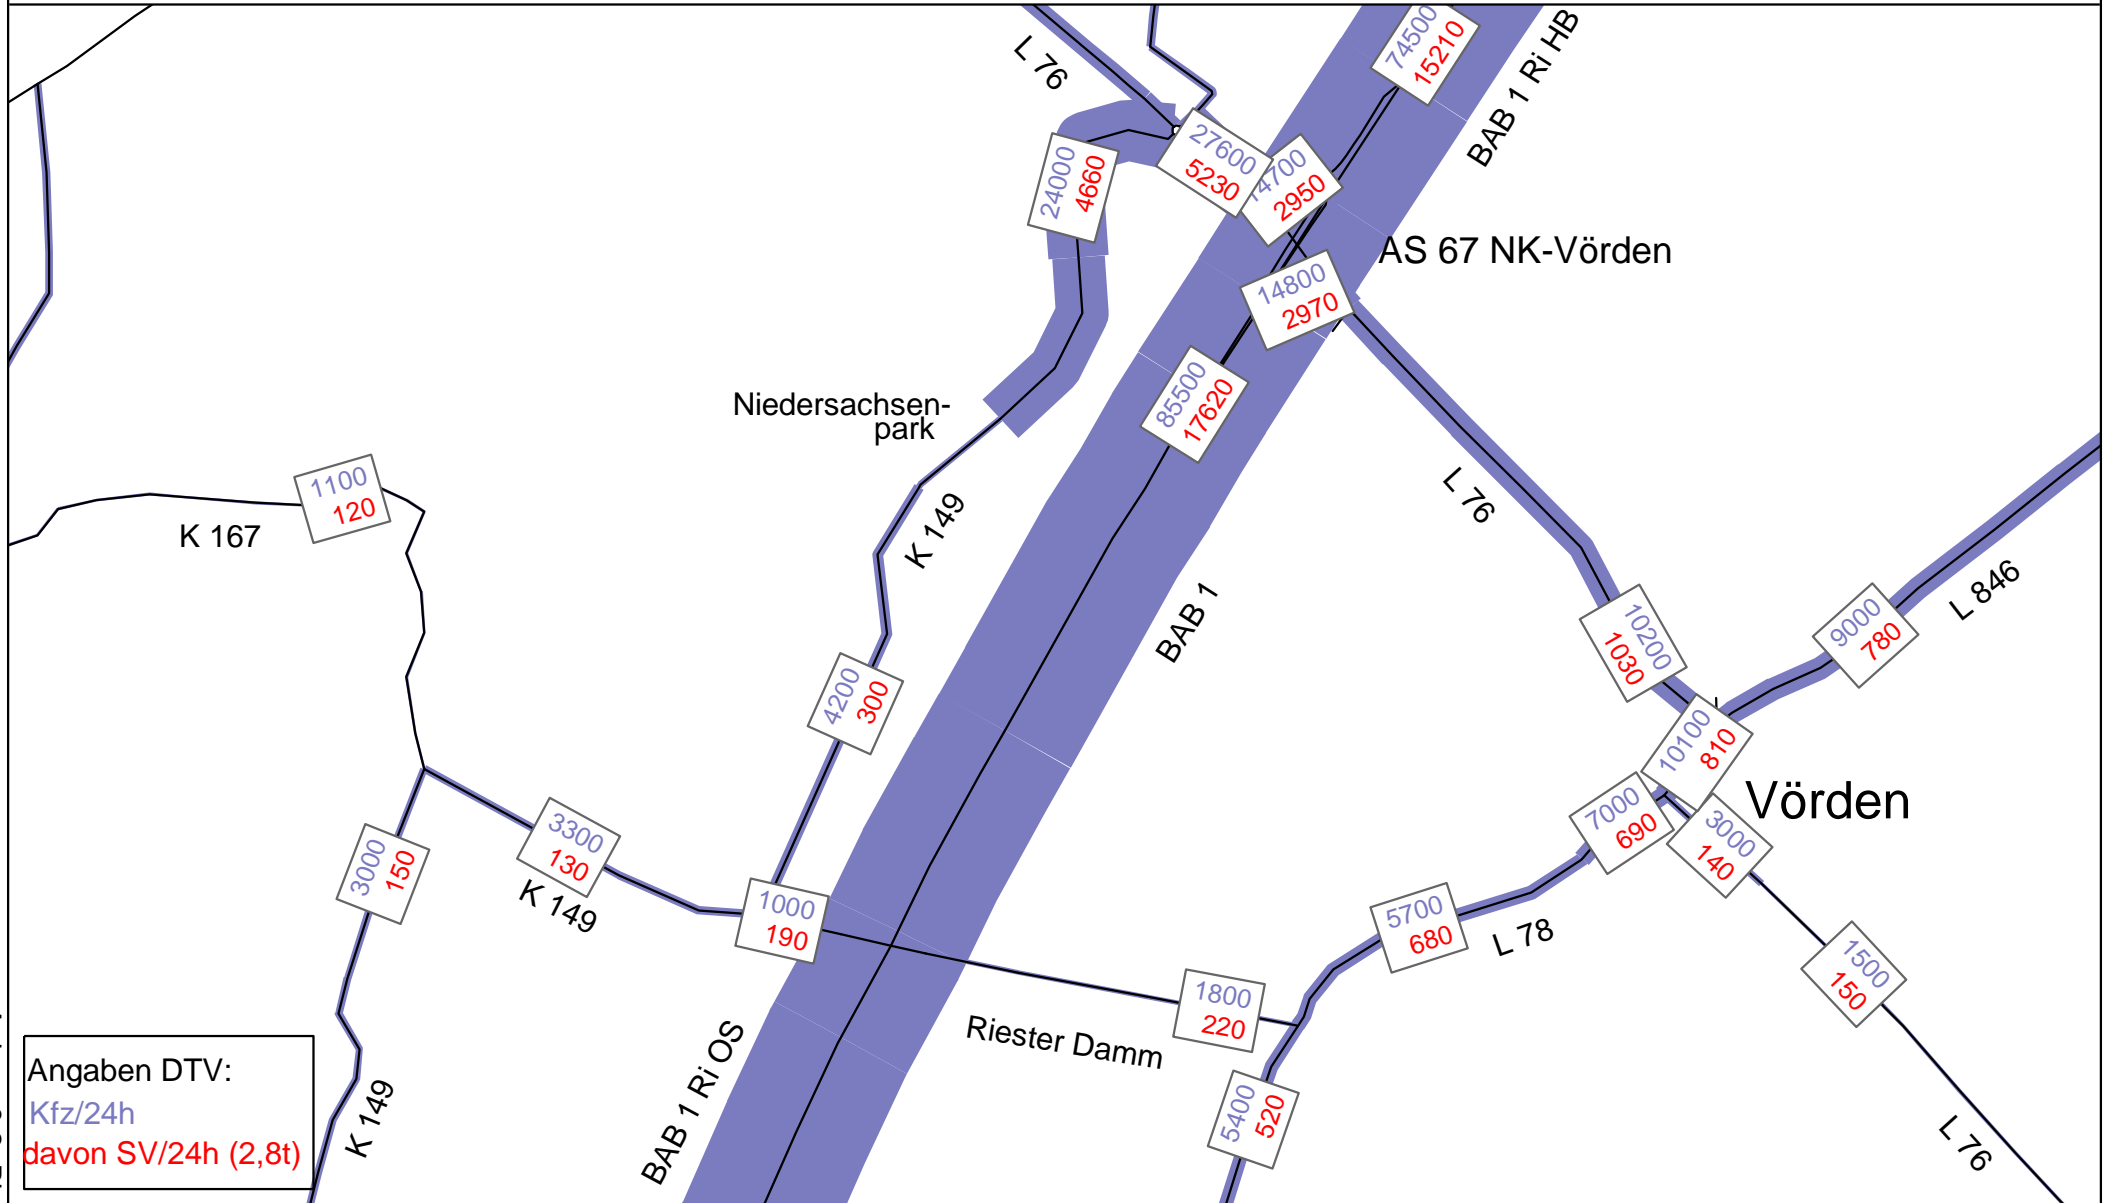 74500
15210
BAB 1 Ri HB
L 76
27600
5230
2950
24000
4660
AS 67 NK-Vörden
14800
2970
85500
17620
Niedersachsen-
park
1100
120
K 167
K 149
L 76
BAB 1
10200
1030
9000
780
L 846
4200
300
10100
810
Vörden
7000
690
3000
140
3300
130
3000
150
K 149
1000
190
5700
680
L 78
1500
150
1800
220
Riester Damm
BAB 1 Ri OS
5400
520
K 149
L 76
Angaben DTV:
Kfz/24h
davon SV/24h (2,8t)